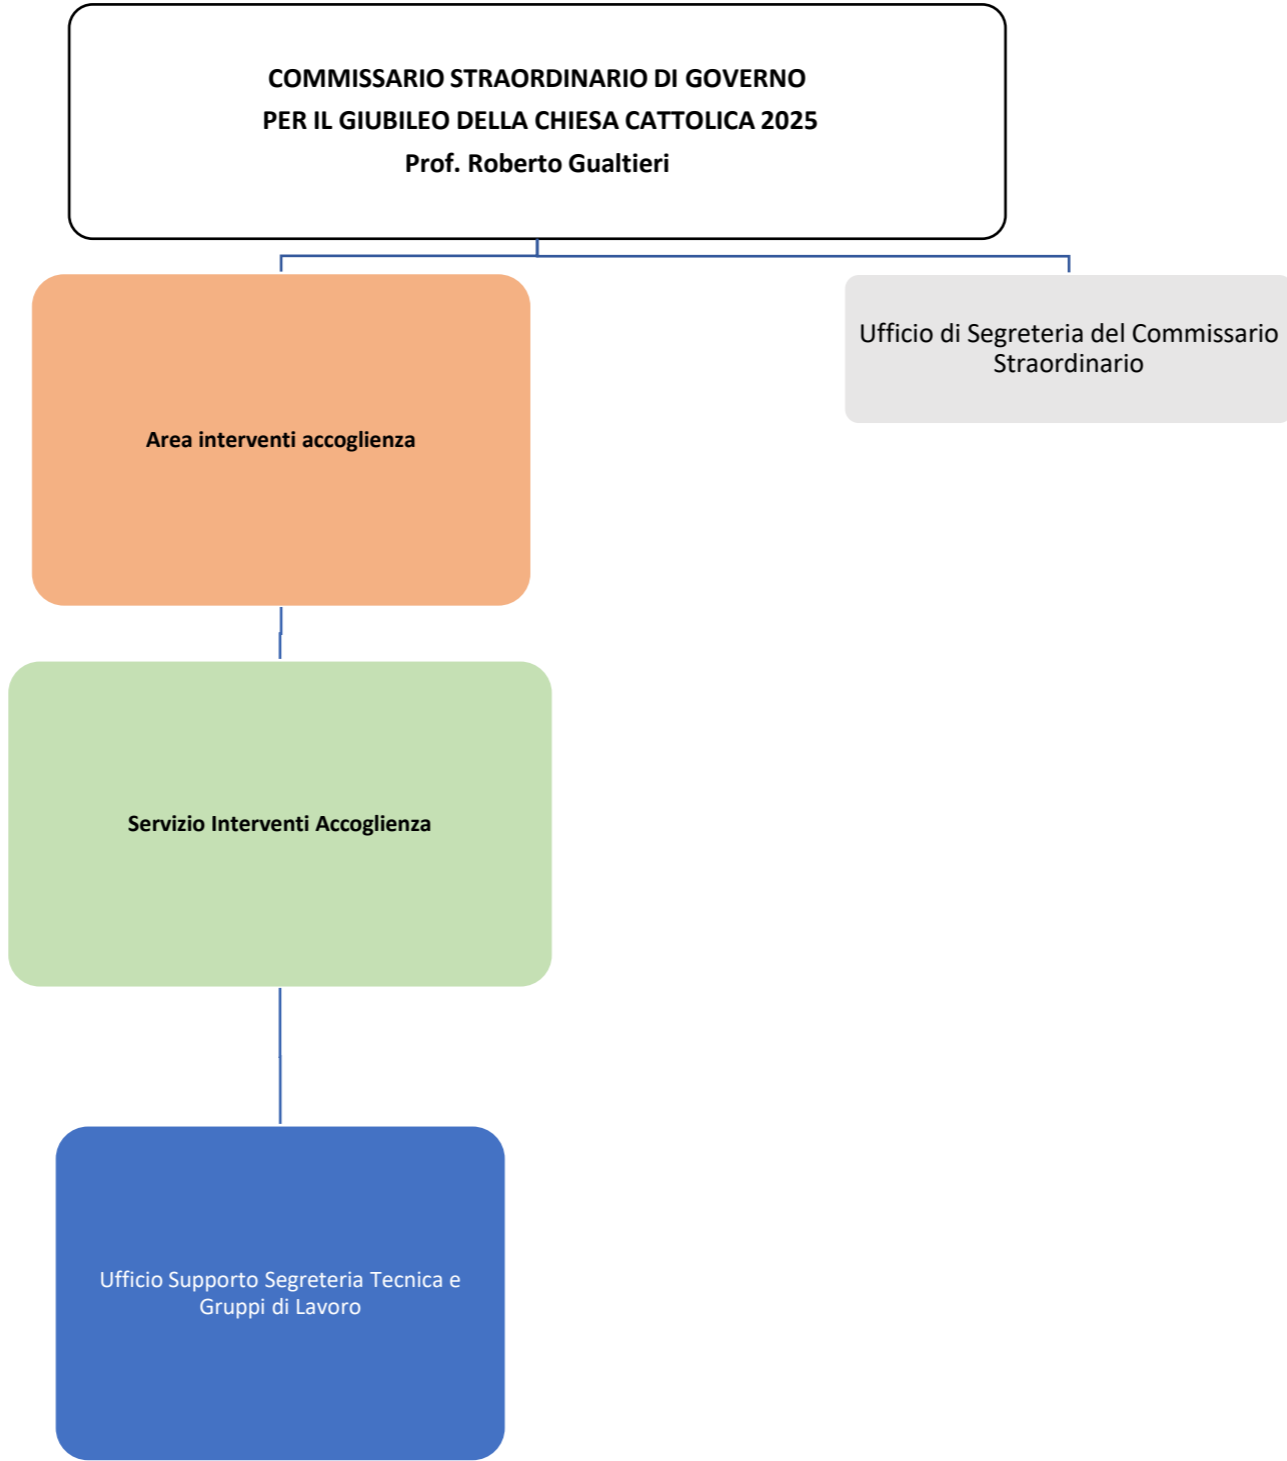 COMMISSARIO STRAORDINARIO DI GOVERNO
PER IL GIUBILEO DELLA CHIESA CATTOLICA 2025
Prof. Roberto Gualtieri
Ufficio di Segreteria del Commissario
Straordinario
Area interventi accoglienza
Servizio Interventi Accoglienza
Ufficio Supporto Segreteria Tecnica e
Gruppi di Lavoro